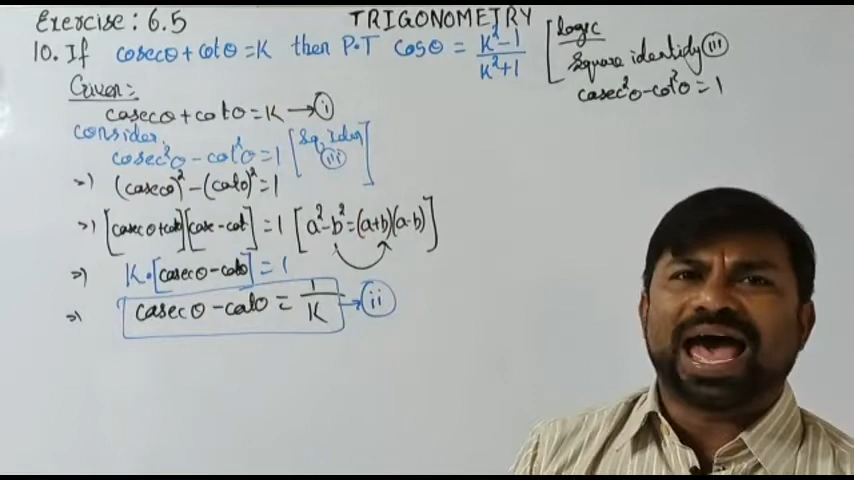 Exercise: 6.5
TRIGONOMETRY
10. If cosecθ + cotθ = K then P.T cosθ = K²-1 / K²+1
[Logic
Square identidy (iii)
cosec²θ - cot²θ = 1
Given:-
cosecθ + cotθ = K → (i)
consider,
cosec²θ - cot²θ = 1 [Sq. Iden (iii)]
⇒) (cosecθ)² - (cotθ)² = 1
⇒) [cosecθ + cotθ][cose - cot] = 1 [a² - b² = (a+b)(a-b)]
⇒) K·[cosecθ - cotθ] = 1
⇒) cosecθ - cotθ = 1/K → (ii)